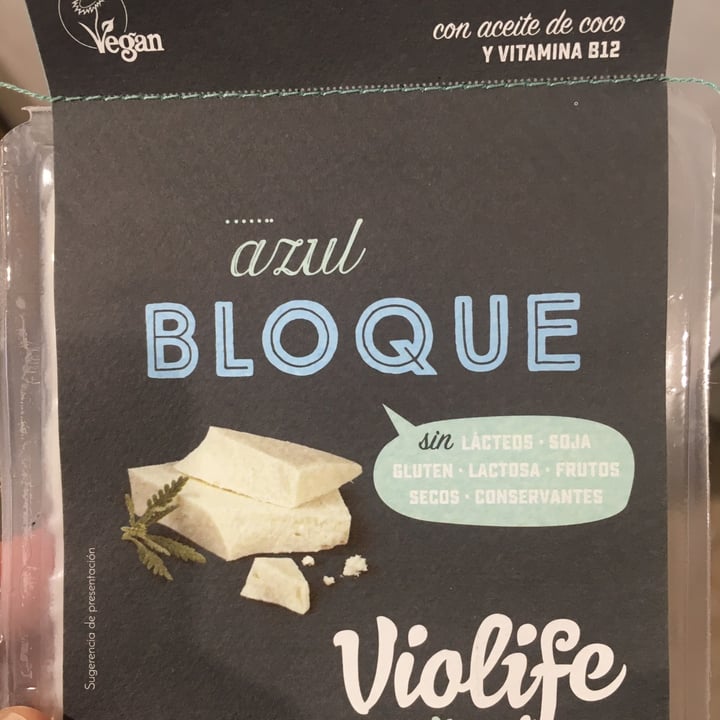 Vegan
con aceite de coco
Y VITAMINA B12
azul
BLOQUE
sin LÁCTEOS · SOJA
GLUTEN · LACTOSA · FRUTOS
SECOS · CONSERVANTES
Sugerencia de presentación
Violife